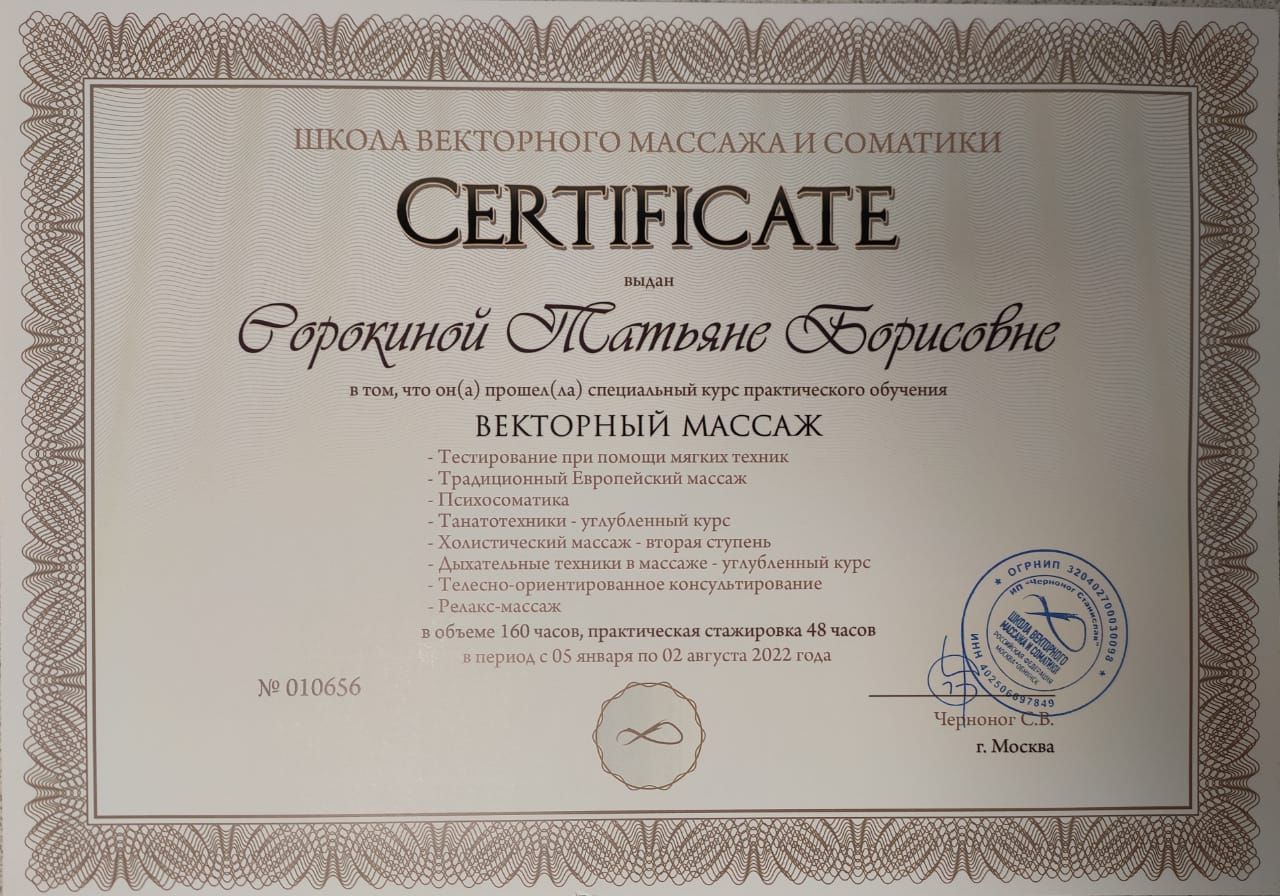 ШКОЛА ВЕКТОРНОГО МАССАЖА И СОМАТИКИ
CERTIFICATE
выдан
Сорокиной Татьяне Борисовне
в том, что он(а) прошел(ла) специальный курс практического обучения
ВЕКТОРНЫЙ МАССАЖ
- Тестирование при помощи мягких техник
- Традиционный Европейский массаж
- Психосоматика
- Танатотехники - углубленный курс
- Холистический массаж - вторая ступень
- Дыхательные техники в массаже - углубленный курс
- Телесно-ориентированное консультирование
- Релакс-массаж
в объеме 160 часов, практическая стажировка 48 часов
в период с 05 января по 02 августа 2022 года
№ 010656
ОГРНИП 320402700030098
ИП «Черноног Станислав»
ШКОЛА ВЕКТОРНОГО
МАССАЖА И СОМАТИКИ
РОССИЙСКАЯ ФЕДЕРАЦИЯ
МОСКВА*ОБНИНСК
ИНН 402506697849
Черноног С.В.
г. Москва